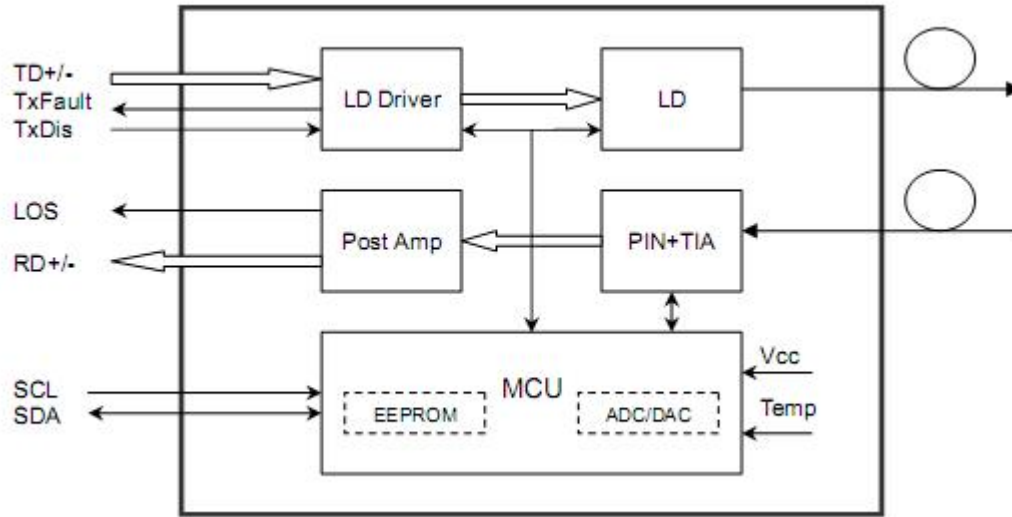 TD+/-
TxFault
TxDis
LD Driver
LD
LOS
RD+/-
Post Amp
PIN+TIA
SCL
SDA
MCU
EEPROM
ADC/DAC
Vcc
Temp